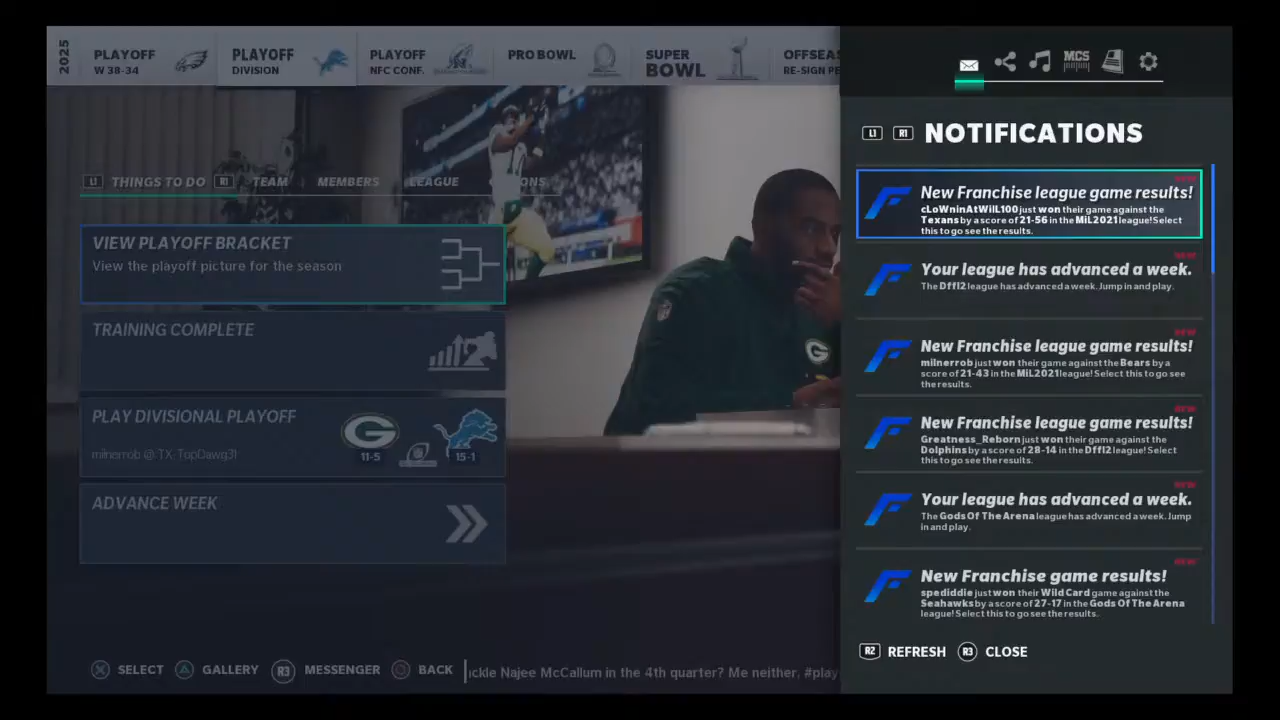 2025
PLAYOFF
W 38-34
PLAYOFF
DIVISION
PLAYOFF
NFC CONF.
PRO BOWL
SUPER
BOWL
OFFSEA
RE-SIGN PE
MCS
L1 THINGS TO DO R1 TEAM MEMBERS LEAGUE
VIEW PLAYOFF BRACKET
View the playoff picture for the season
TRAINING COMPLETE
PLAY DIVISIONAL PLAYOFF
milnerrob @ TX_TopDawg31
11-5
15-1
ADVANCE WEEK
SELECT GALLERY R3 MESSENGER BACK
ickle Najee McCallum in the 4th quarter? Me neither, #play
L1 R1 NOTIFICATIONS
NEW
New Franchise league game results!
cLoWninAtWilL100 just won their game against the
Texans by a score of 21-56 in the MiL2021 league! Select
this to go see the results.
NEW
Your league has advanced a week.
The Dffl2 league has advanced a week. Jump in and play.
NEW
New Franchise league game results!
milnerrob just won their game against the Bears by a
score of 21-43 in the MiL2021 league! Select this to go see
the results.
NEW
New Franchise league game results!
Greatness_Reborn just won their game against the
Dolphins by a score of 28-14 in the Dffl2 league! Select
this to go see the results.
NEW
Your league has advanced a week.
The Gods Of The Arena league has advanced a week. Jump
in and play.
NEW
New Franchise game results!
spediddie just won their Wild Card game against the
Seahawks by a score of 27-17 in the Gods Of The Arena
league! Select this to go see the results.
R2 REFRESH R3 CLOSE